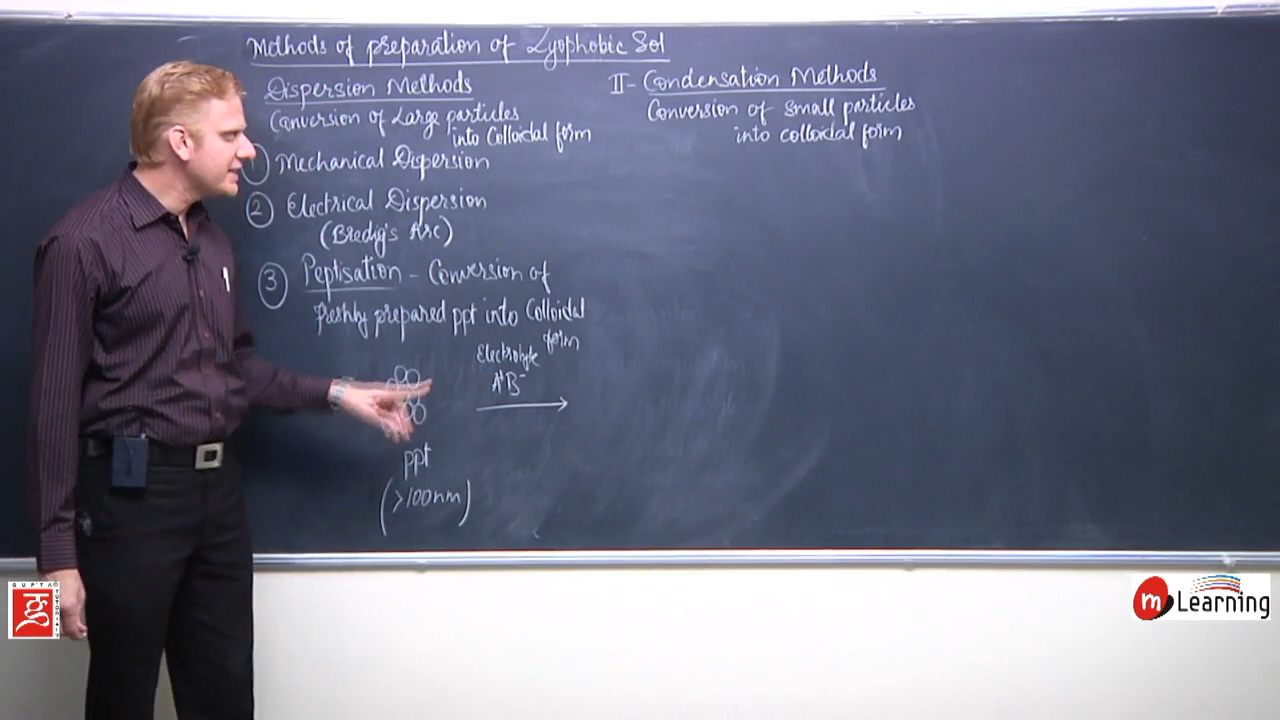 Methods of preparation of Lyophobic Sol
Dispersion Methods
Conversion of Large particles
into Colloidal form
1 Mechanical Dispersion
2 Electrical Dispersion
(Bredig's Arc)
3 Peptisation - Conversion of
freshly prepared ppt into Colloidal
form
Electrolyte
A+B-
ppt
(>100nm)
II- Condensation Methods
Conversion of small particles
into colloidal form
GUPTA
TUTORIALS
m Learning